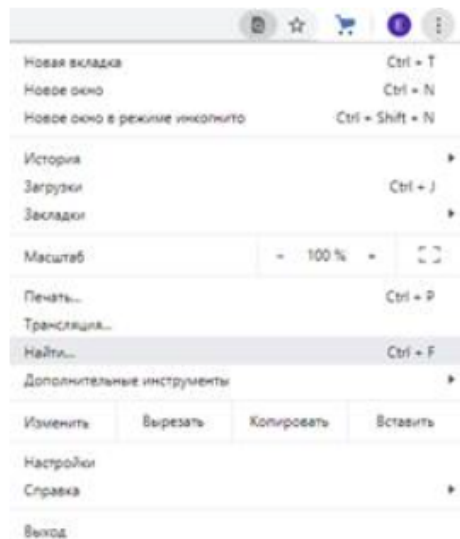 Новая вкладка Ctrl + T
Новое окно Ctrl + N
Новое окно в режиме инкогнито Ctrl + Shift + N
История
Загрузки Ctrl + J
Закладки
Масштаб - 100 % +
Печать... Ctrl + P
Трансляция...
Найти... Ctrl + F
Дополнительные инструменты
Изменить Вырезать Копировать Вставить
Настройки
Справка
Выход